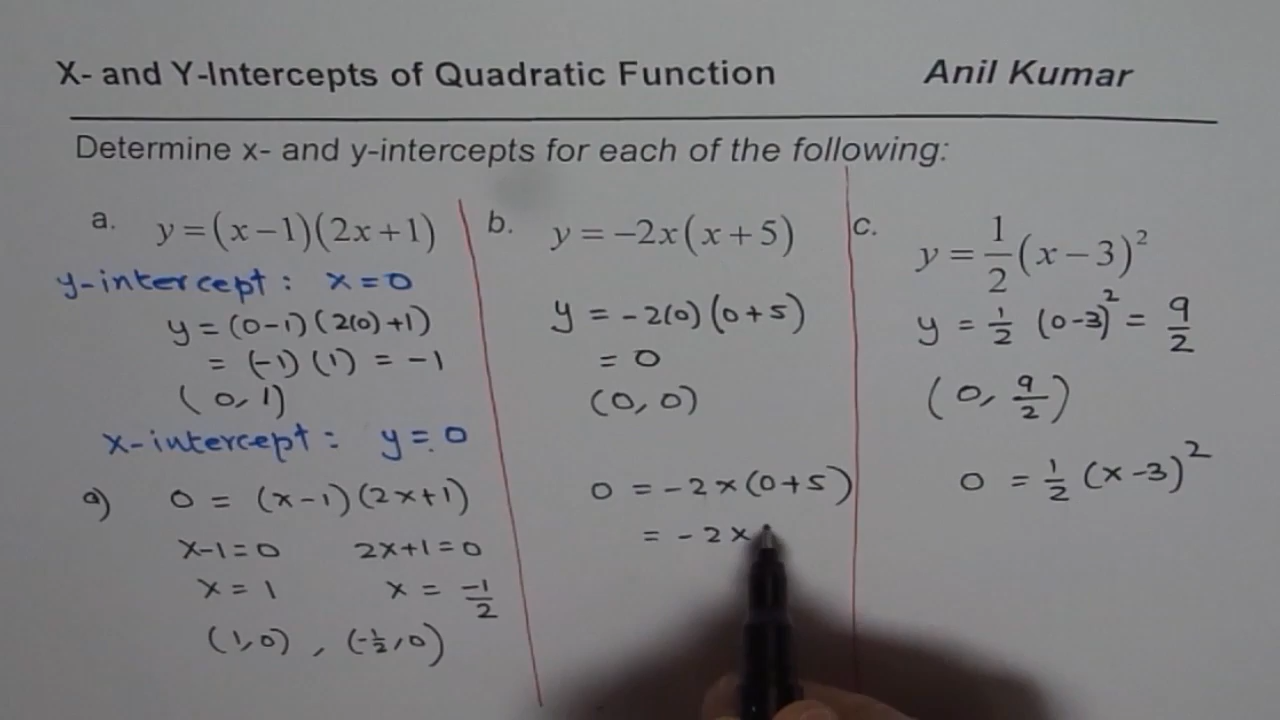 X- and Y-Intercepts of Quadratic Function
Anil Kumar
Determine x- and y-intercepts for each of the following:
a. y=(x−1)(2x+1)
y-intercept: x=0
y=(0-1)(2(0)+1)
= (-1)(1) = -1
(0, 1)
x-intercept: y=0
a) 0 = (x-1)(2x+1)
x-1=0 2x+1=0
x=1 x = -1/2
(1,0), (-1/2, 0)
b. y=−2x(x+5)
y = -2(0)(0+5)
= 0
(0,0)
0 = -2x(0+5)
= -2x
c. y=1/2(x−3)²
y = 1/2 (0-3)² = 9/2
(0, 9/2)
0 = 1/2 (x-3)²